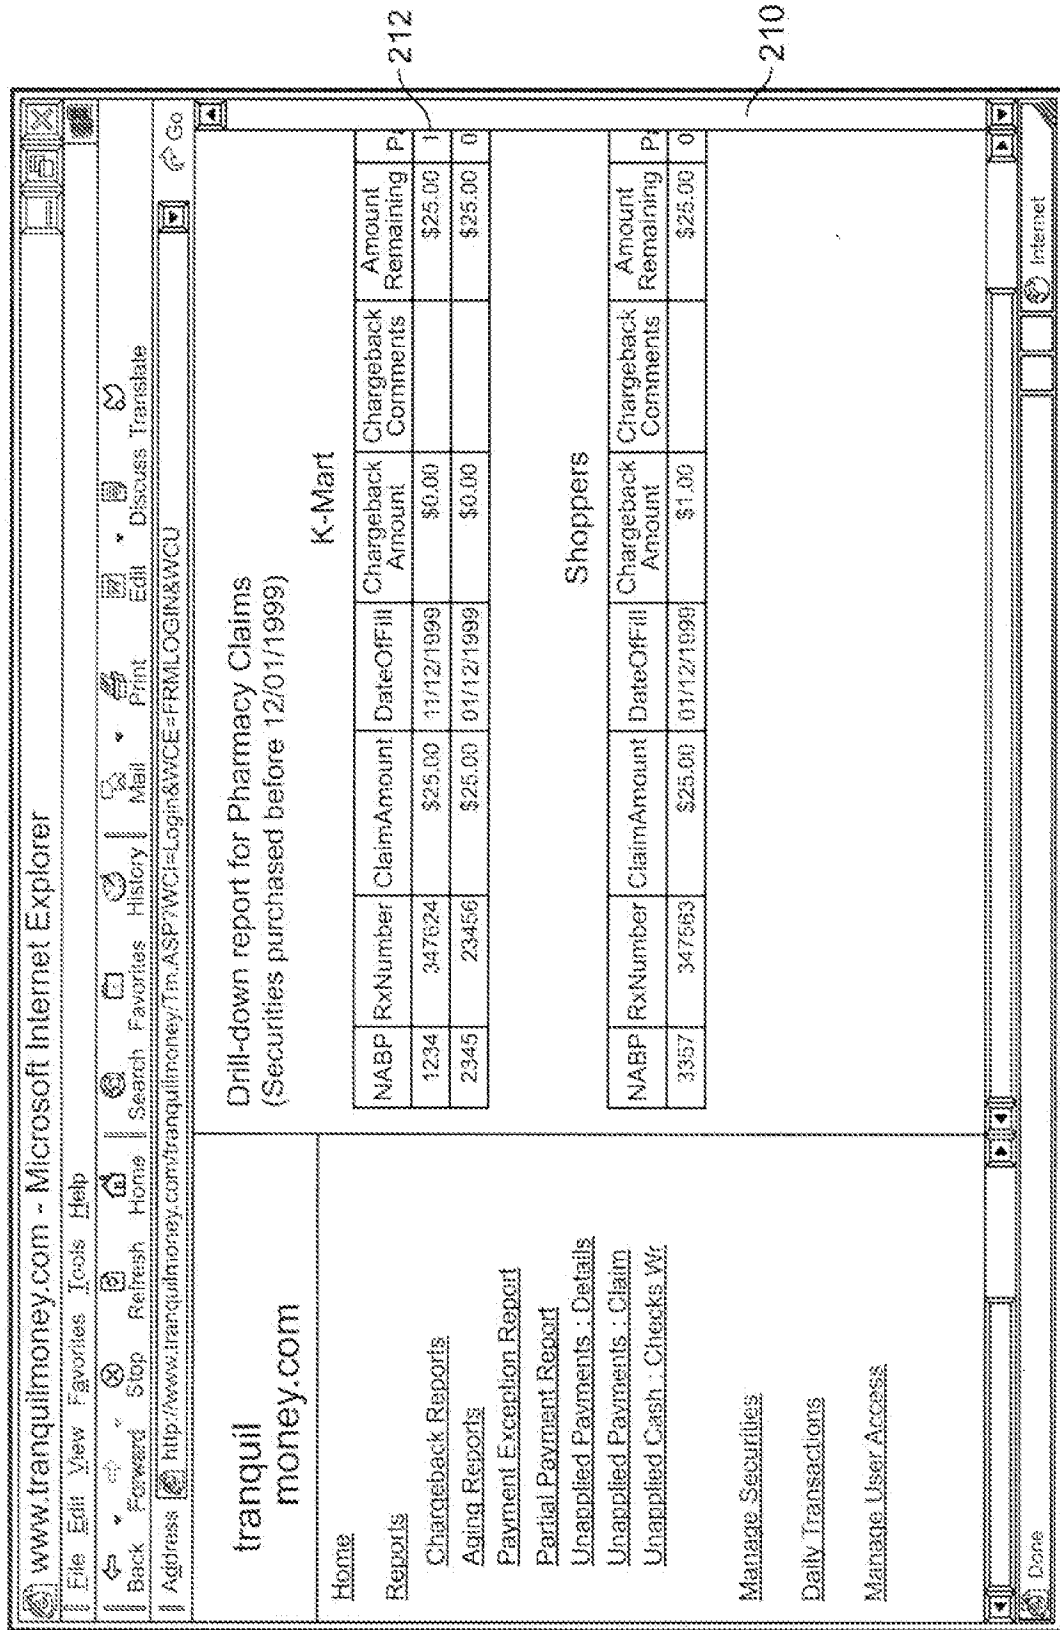 www.tranquilmoney.com - Microsoft Internet Explorer
File Edit View Favorites Tools Help
Back Forward Stop Refresh Home Search Favorites History Mail Print Edit Discuss Translate
Address http://www.tranquilmoney.com/tranquilmoney/Tm.ASP?WCI=Login&WCE=FRMLOGIN&WCU Go
tranquil
money.com
Home
Reports
Chargeback Reports
Aging Reports
Payment Exception Report
Partial Payment Report
Unapplied Payments : Details
Unapplied Payments : Claim
Unapplied Cash : Checks Wr
Manage Securities
Daily Transactions
Manage User Access
Drill-down report for Pharmacy Claims
(Securities purchased before 12/01/1999)
K-Mart
NABP RxNumber ClaimAmount DateOfFill Chargeback Amount Chargeback Comments Amount Remaining Pa
1234 347624 $25.00 11/12/1999 $0.00 $25.00 1
2345 23456 $25.00 01/12/1999 $0.00 $25.00 0
Shoppers
NABP RxNumber ClaimAmount DateOfFill Chargeback Amount Chargeback Comments Amount Remaining Pa
3357 347563 $25.00 01/12/1999 $1.00 $25.00 0
Done Internet
212
210